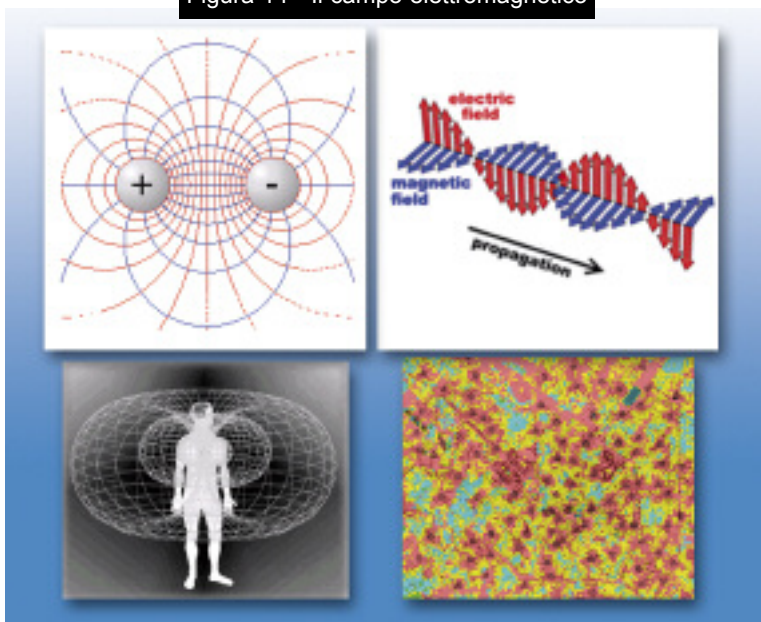 Figura 11 - Il campo elettromagnetico
+
-
electric
field
magnetic
field
propagation